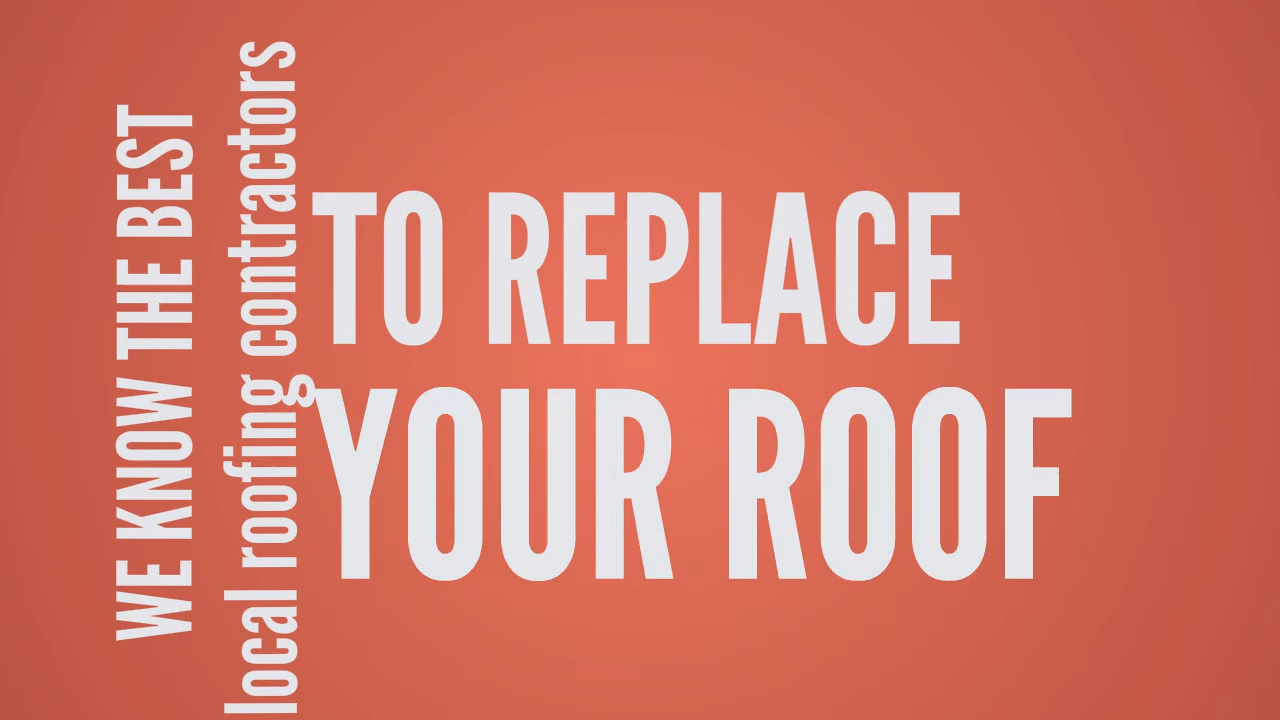 WE KNOW THE BEST
local roofing contractors
TO REPLACE
YOUR ROOF